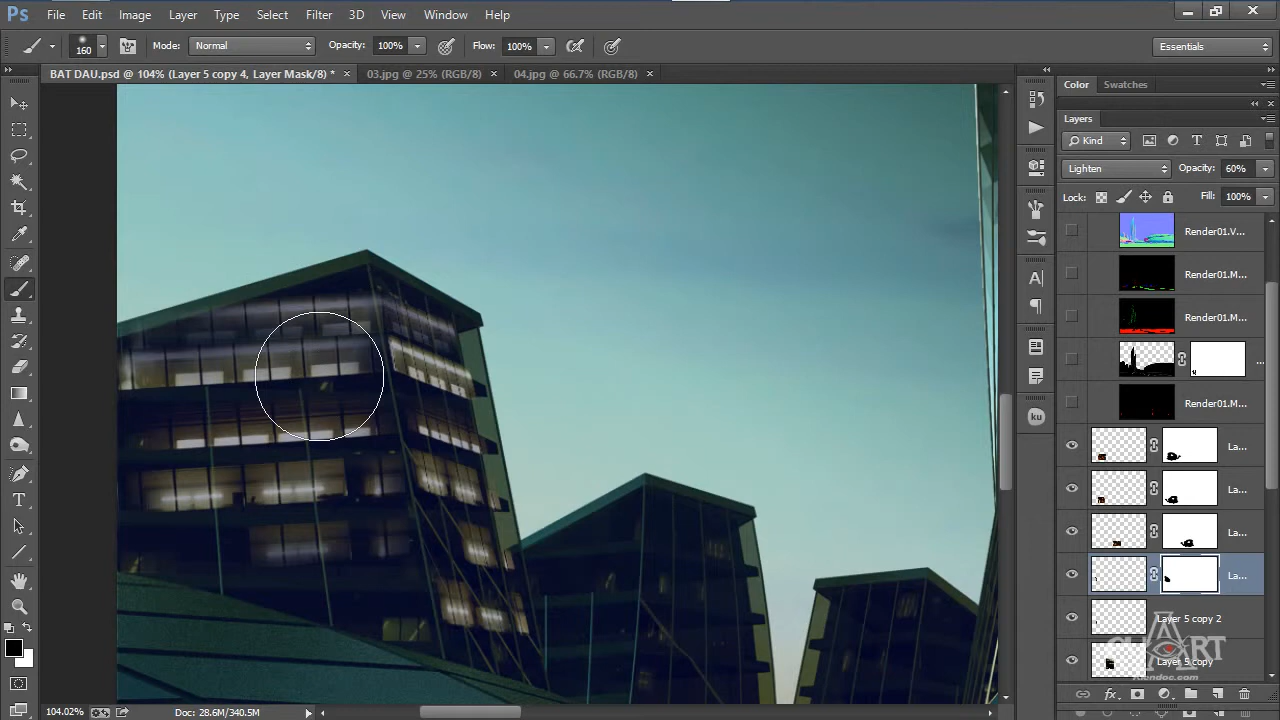 Ps File Edit Image Layer Type Select Filter 3D View Window Help
160 Mode: Normal Opacity: 100% Flow: 100% Essentials
BAT DAU.psd @ 104% (Layer 5 copy 4, Layer Mask/8) * × 03.jpg @ 25% (RGB/8) × 04.jpg @ 66.7% (RGB/8) ×
Color Swatches
Layers
Kind
Lighten Opacity: 60%
Lock: Fill: 100%
Render01.V...
Render01.M...
Render01.M...
...
Render01.M...
La...
La...
La...
La...
Layer 5 copy 2
Layer 5 copy
ku
104.02% Doc: 28.6M/340.5M